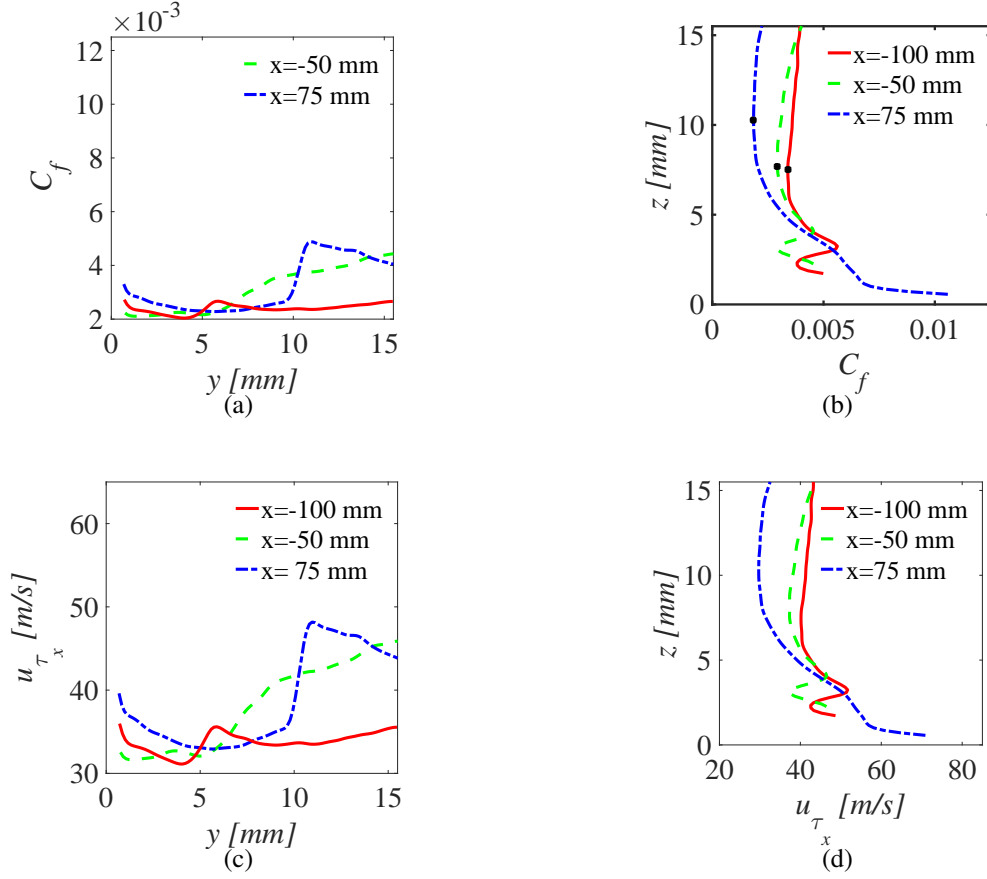 ×10⁻³
12
10
8
6
4
2
C_f
x=-50 mm
x=75 mm
0
5
10
15
y [mm]
(a)
15
10
5
0
z [mm]
x=-100 mm
x=-50 mm
x=75 mm
0
0.005
0.01
C_f
(b)
60
50
40
30
u_τ_x [m/s]
x=-100 mm
x=-50 mm
x= 75 mm
0
5
10
15
y [mm]
(c)
15
10
5
0
z [mm]
x=-100 mm
x=-50 mm
x=75 mm
20
40
60
80
u_τ_x [m/s]
(d)